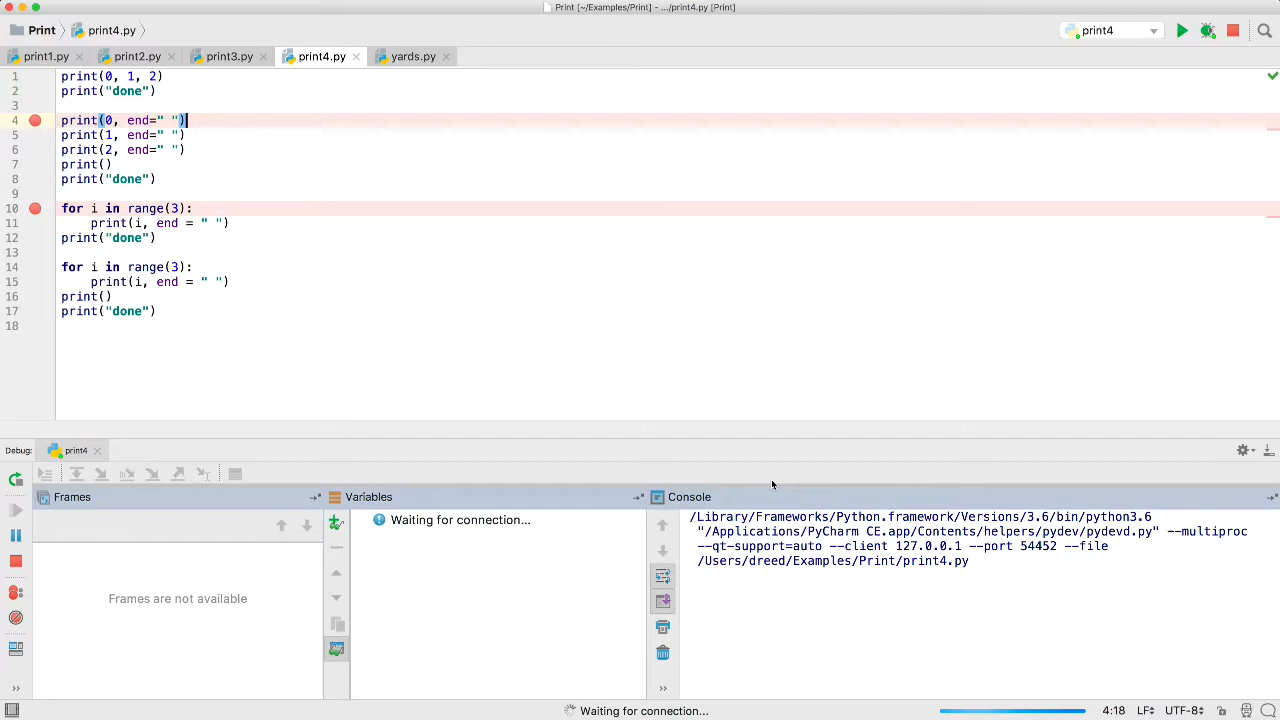 Print [~/Examples/Print] - .../print4.py [Print]
Print print4.py print4
print1.py print2.py print3.py print4.py yards.py
1 print(0, 1, 2)
2 print("done")
3
4 print(0, end=" ")
5 print(1, end=" ")
6 print(2, end=" ")
7 print()
8 print("done")
9
10 for i in range(3):
11     print(i, end = " ")
12 print("done")
13
14 for i in range(3):
15     print(i, end = " ")
16 print()
17 print("done")
18
Debug: print4
Frames Variables Console
Frames are not available
Waiting for connection...
/Library/Frameworks/Python.framework/Versions/3.6/bin/python3.6
"/Applications/PyCharm CE.app/Contents/helpers/pydev/pydevd.py" --multiproc
--qt-support=auto --client 127.0.0.1 --port 54452 --file
/Users/dreed/Examples/Print/print4.py
Waiting for connection... 4:18 LF UTF-8